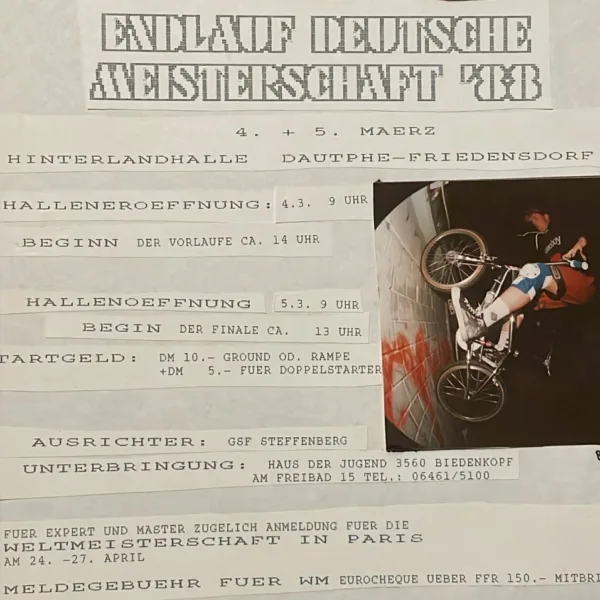 ENDLAUF DEUTSCHE
MEISTERSCHAFT '88
4. + 5. MAERZ
HINTERLANDHALLE DAUTPHE-FRIEDENSDORF
HALLENEROEFFNUNG: 4.3. 9 UHR
BEGINN DER VORLAUFE CA. 14 UHR
HALLENOEFFNUNG 5.3. 9 UHR
BEGIN DER FINALE CA. 13 UHR
TARTGELD: DM 10.- GROUND OD. RAMPE
+DM 5.- FUER DOPPELSTARTER
AUSRICHTER: GSF STEFFENBERG
UNTERBRINGUNG: HAUS DER JUGEND 3560 BIEDENKOPF
AM FREIBAD 15 TEL.: 06461/5100
FUER EXPERT UND MASTER ZUGELICH ANMELDUNG FUER DIE
WELTMEISTERSCHAFT IN PARIS
AM 24. -27. APRIL
MELDEGEBUEHR FUER WM EUROCHEQUE UEBER FFR 150.- MITBRI